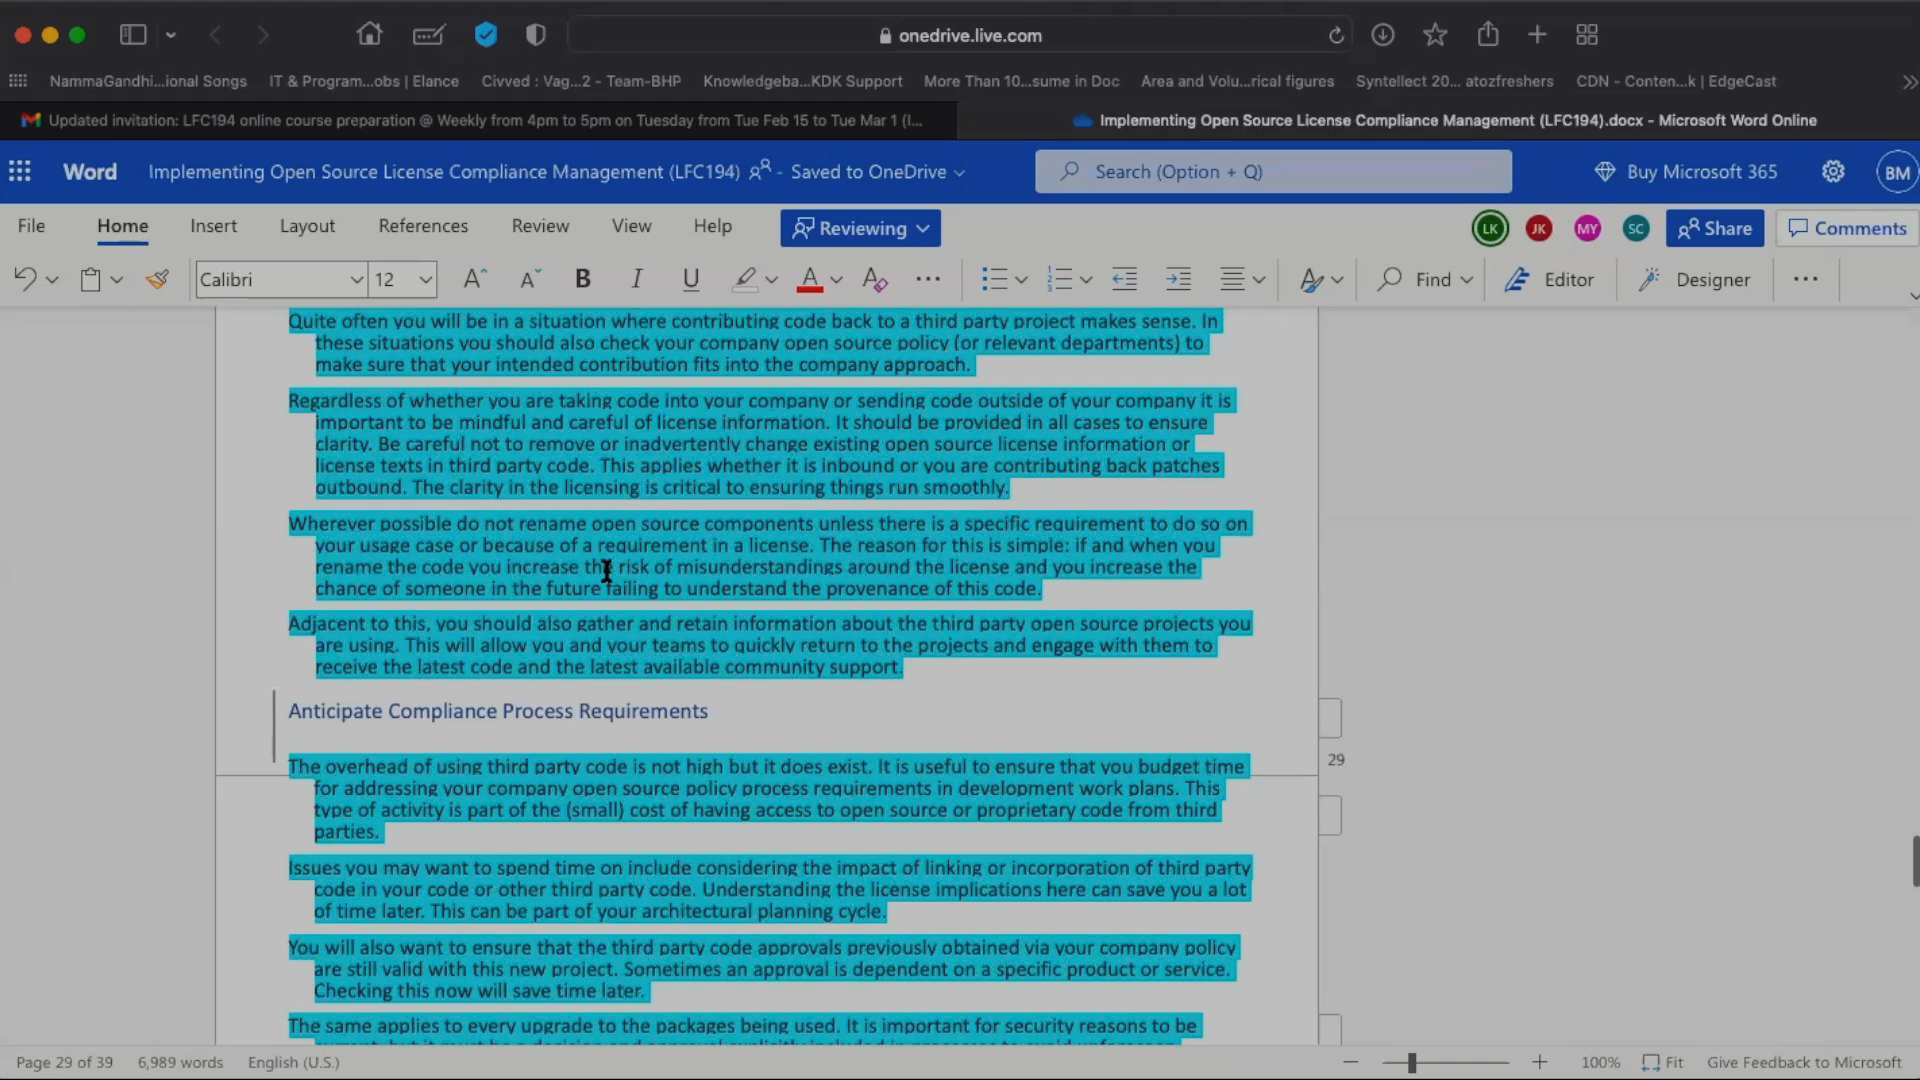 onedrive.live.com
NammaGandhi...ional Songs IT & Program...obs | Elance Civved : Vag...2 - Team-BHP Knowledgeba...KDK Support More Than 10...sume in Doc Area and Volu...rical figures Syntellect 20... atozfreshers CDN - Conten...k | EdgeCast
Updated invitation: LFC194 online course preparation @ Weekly from 4pm to 5pm on Tuesday from Tue Feb 15 to Tue Mar 1 (I... Implementing Open Source License Compliance Management (LFC194).docx - Microsoft Word Online
Word Implementing Open Source License Compliance Management (LFC194) - Saved to OneDrive Search (Option + Q) Buy Microsoft 365 BM
File Home Insert Layout References Review View Help Reviewing LK JK MY SC Share Comments
Calibri 12 A A B I U A A Find Editor Designer
Quite often you will be in a situation where contributing code back to a third party project makes sense. In
these situations you should also check your company open source policy (or relevant departments) to
make sure that your intended contribution fits into the company approach.
Regardless of whether you are taking code into your company or sending code outside of your company it is
important to be mindful and careful of license information. It should be provided in all cases to ensure
clarity. Be careful not to remove or inadvertently change existing open source license information or
license texts in third party code. This applies whether it is inbound or you are contributing back patches
outbound. The clarity in the licensing is critical to ensuring things run smoothly.
Wherever possible do not rename open source components unless there is a specific requirement to do so on
your usage case or because of a requirement in a license. The reason for this is simple: if and when you
rename the code you increase the risk of misunderstandings around the license and you increase the
chance of someone in the future failing to understand the provenance of this code.
Adjacent to this, you should also gather and retain information about the third party open source projects you
are using. This will allow you and your teams to quickly return to the projects and engage with them to
receive the latest code and the latest available community support.
Anticipate Compliance Process Requirements
29
The overhead of using third party code is not high but it does exist. It is useful to ensure that you budget time
for addressing your company open source policy process requirements in development work plans. This
type of activity is part of the (small) cost of having access to open source or proprietary code from third
parties.
Issues you may want to spend time on include considering the impact of linking or incorporation of third party
code in your code or other third party code. Understanding the license implications here can save you a lot
of time later. This can be part of your architectural planning cycle.
You will also want to ensure that the third party code approvals previously obtained via your company policy
are still valid with this new project. Sometimes an approval is dependent on a specific product or service.
Checking this now will save time later.
The same applies to every upgrade to the packages being used. It is important for security reasons to be
Page 29 of 39 6,989 words English (U.S.) 100% Fit Give Feedback to Microsoft